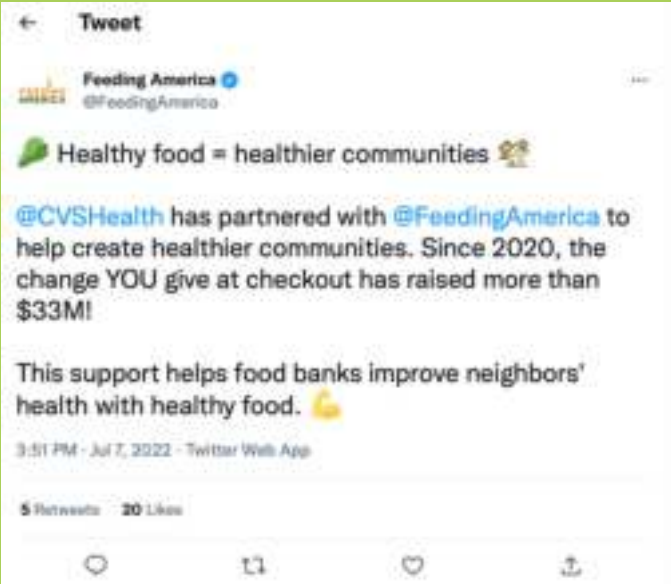 Tweet
Feeding America
@FeedingAmerica
Healthy food = healthier communities
@CVSHealth has partnered with @FeedingAmerica to
help create healthier communities. Since 2020, the
change YOU give at checkout has raised more than
$33M!
This support helps food banks improve neighbors'
health with healthy food.
3:51 PM · Jul 7, 2022 · Twitter Web App
5 Retweets 20 Likes